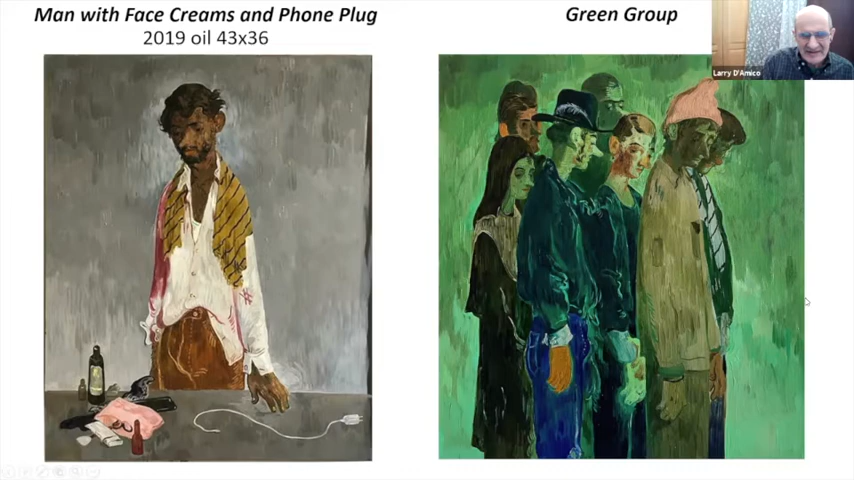 Man with Face Creams and Phone Plug
2019 oil 43x36
Green Group
Larry D'Amico